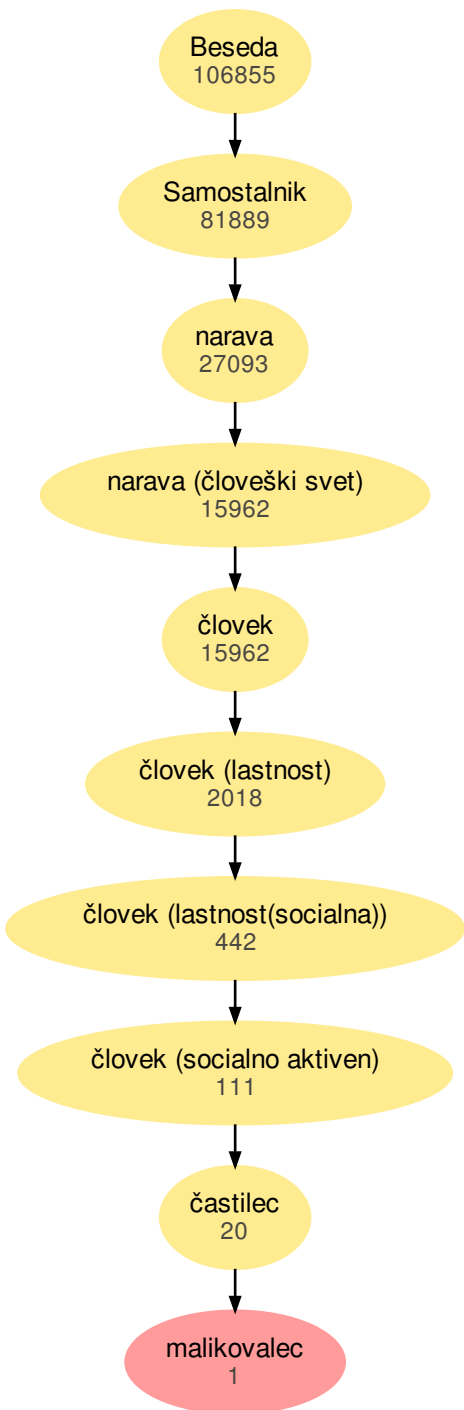 Beseda
106855
Samostalnik
81889
narava
27093
narava (človeški svet)
15962
človek
15962
človek (lastnost)
2018
človek (lastnost(socialna))
442
človek (socialno aktiven)
111
častilec
20
malikovalec
1